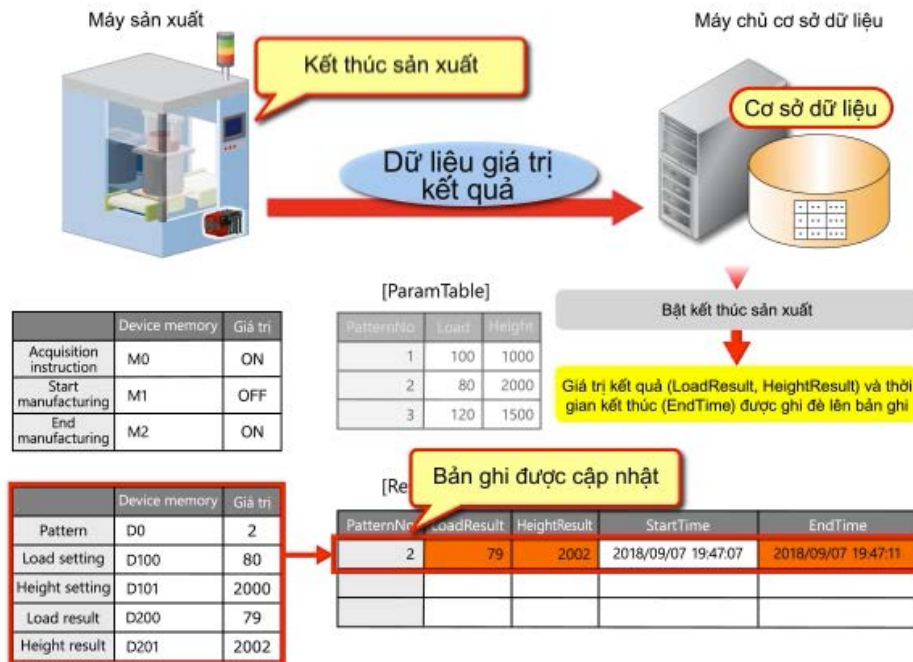 Máy sản xuất
Máy chủ cơ sở dữ liệu
Kết thúc sản xuất
Cơ sở dữ liệu
Dữ liệu giá trị
kết quả
[ParamTable]
PatternNo Load Height
1 100 1000
2 80 2000
3 120 1500
Bật kết thúc sản xuất
Giá trị kết quả (LoadResult, HeightResult) và thời
gian kết thúc (EndTime) được ghi đè lên bản ghi
Device memory Giá trị
Acquisition
instruction M0 ON
Start
manufacturing M1 OFF
End
manufacturing M2 ON
Device memory Giá trị
Pattern D0 2
Load setting D100 80
Height setting D101 2000
Load result D200 79
Height result D201 2002
Bản ghi được cập nhật
[Re
PatternNo LoadResult HeightResult StartTime EndTime
2 79 2002 2018/09/07 19:47:07 2018/09/07 19:47:11